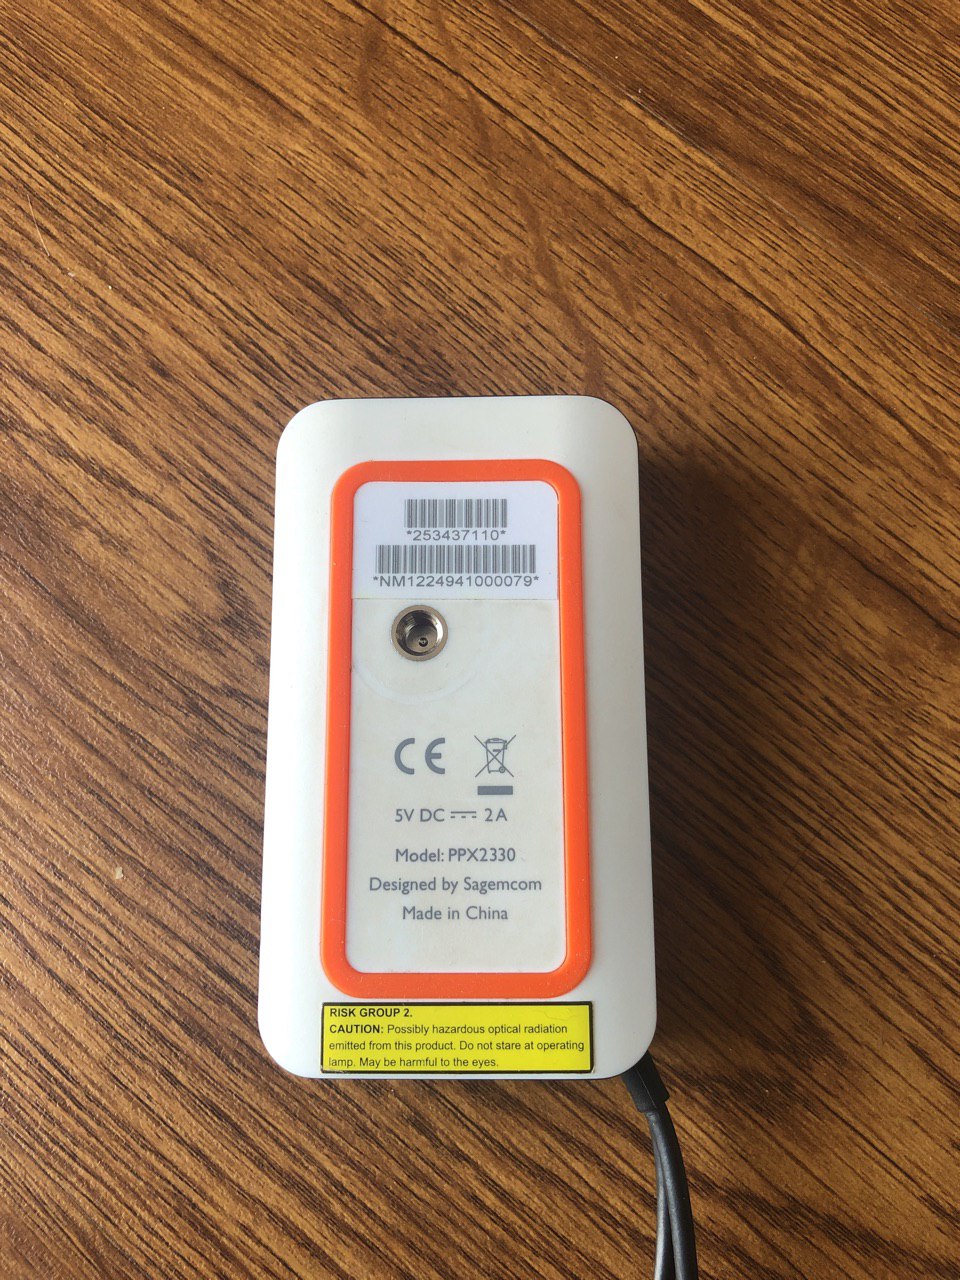 *253437110*
*NM1224941000079*
CE
5V DC ⎓ 2A
Model: PPX2330
Designed by Sagemcom
Made in China
RISK GROUP 2.
CAUTION: Possibly hazardous optical radiation
emitted from this product. Do not stare at operating
lamp. May be harmful to the eyes.